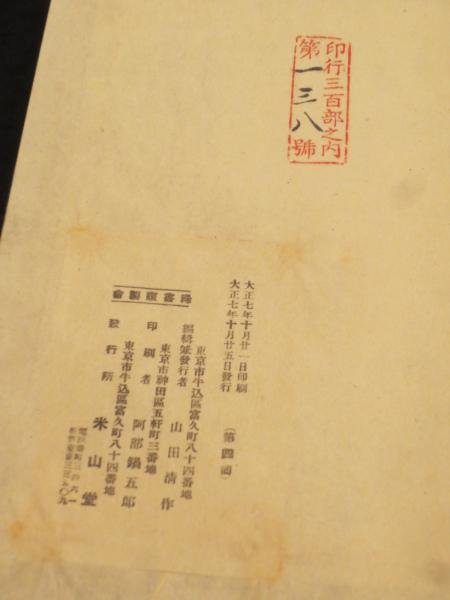 印行三百部之内
第一三八號
大正七年十月廿一日印刷
大正七年十月廿五日發行
(第四回)
東京市牛込區富久町八十四番地
編輯兼發行者 山田清作
東京市神田區五軒町三番地
印刷者 阿部鍋五郎
東京市牛込區富久町八十四番地
發行所 米山堂
稀書複製會